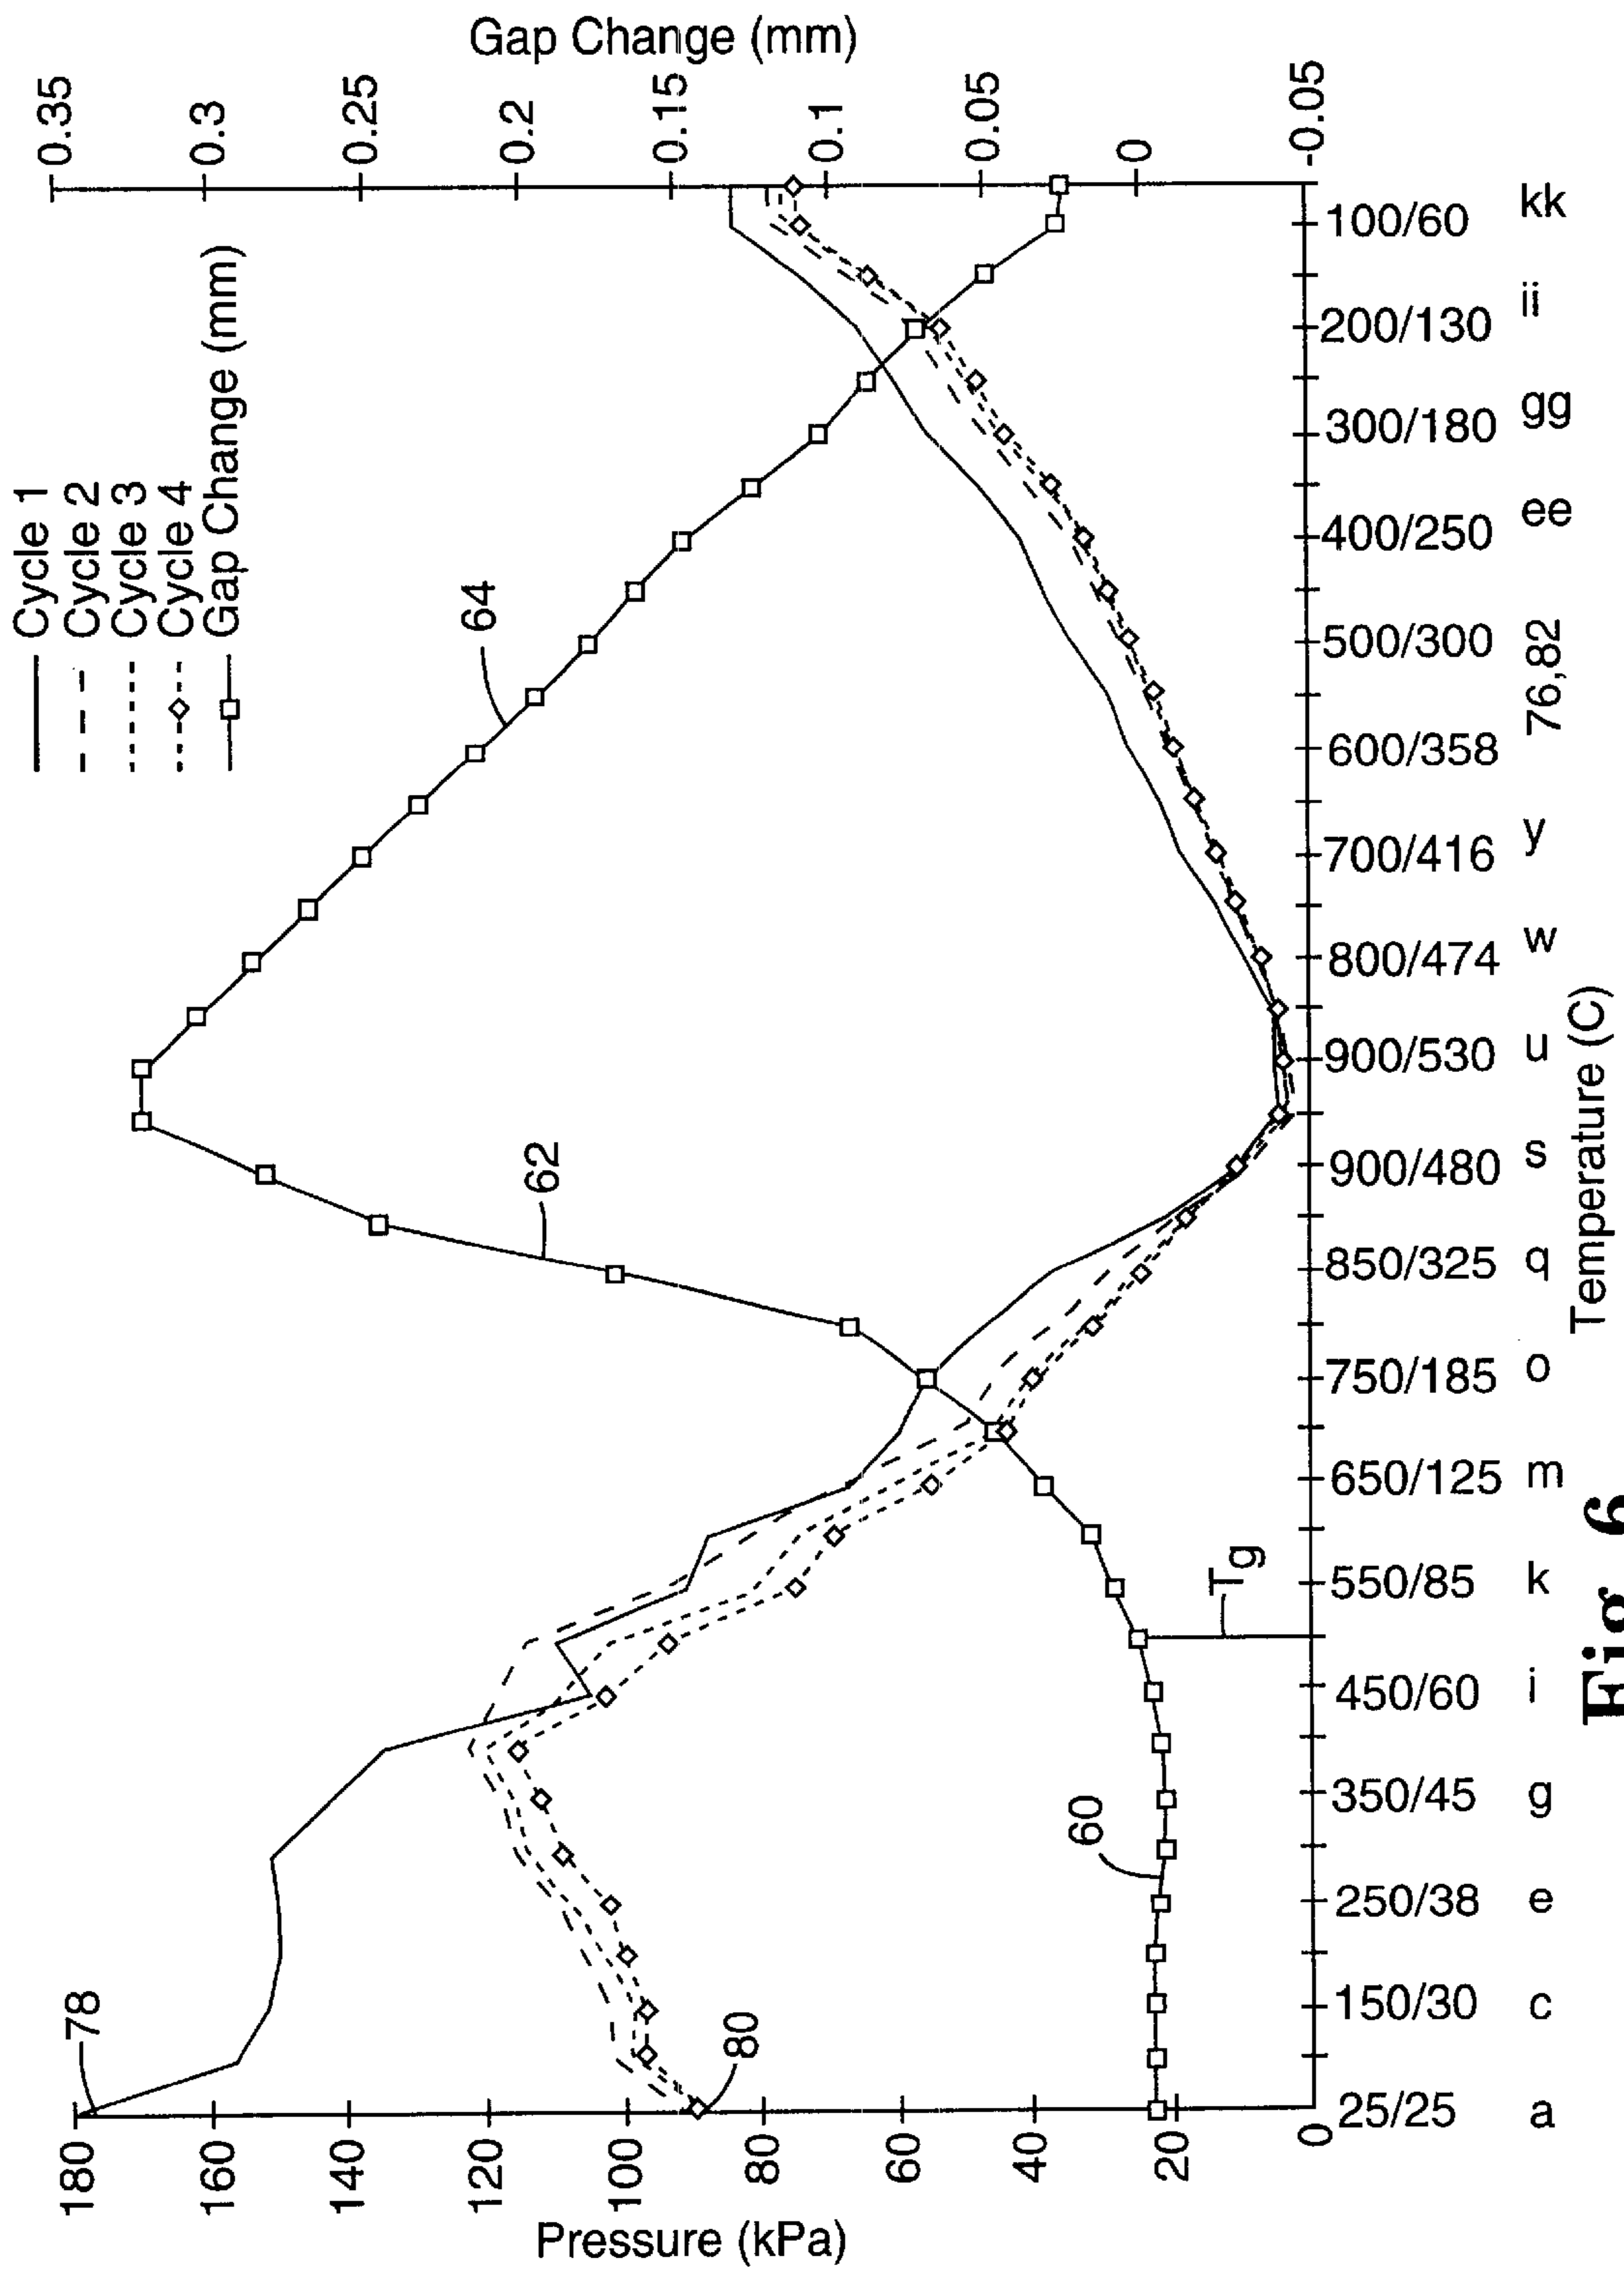 Cycle 1
Cycle 2
Cycle 3
Cycle 4
Gap Change (mm)
Pressure (kPa)
180
160
140
120
100
80
60
40
20
0
Gap Change (mm)
0.35
0.3
0.25
0.2
0.15
0.1
0.05
0
-0.05
78
80
60
62
64
Tg
25/25
150/30
250/38
350/45
450/60
550/85
650/125
750/185
850/325
900/480
900/530
800/474
700/416
600/358
500/300
400/250
300/180
200/130
100/60
a
c
e
g
i
k
m
o
q
s
u
w
y
76,82
ee
gg
ii
kk
Temperature (C)
Fig. 6